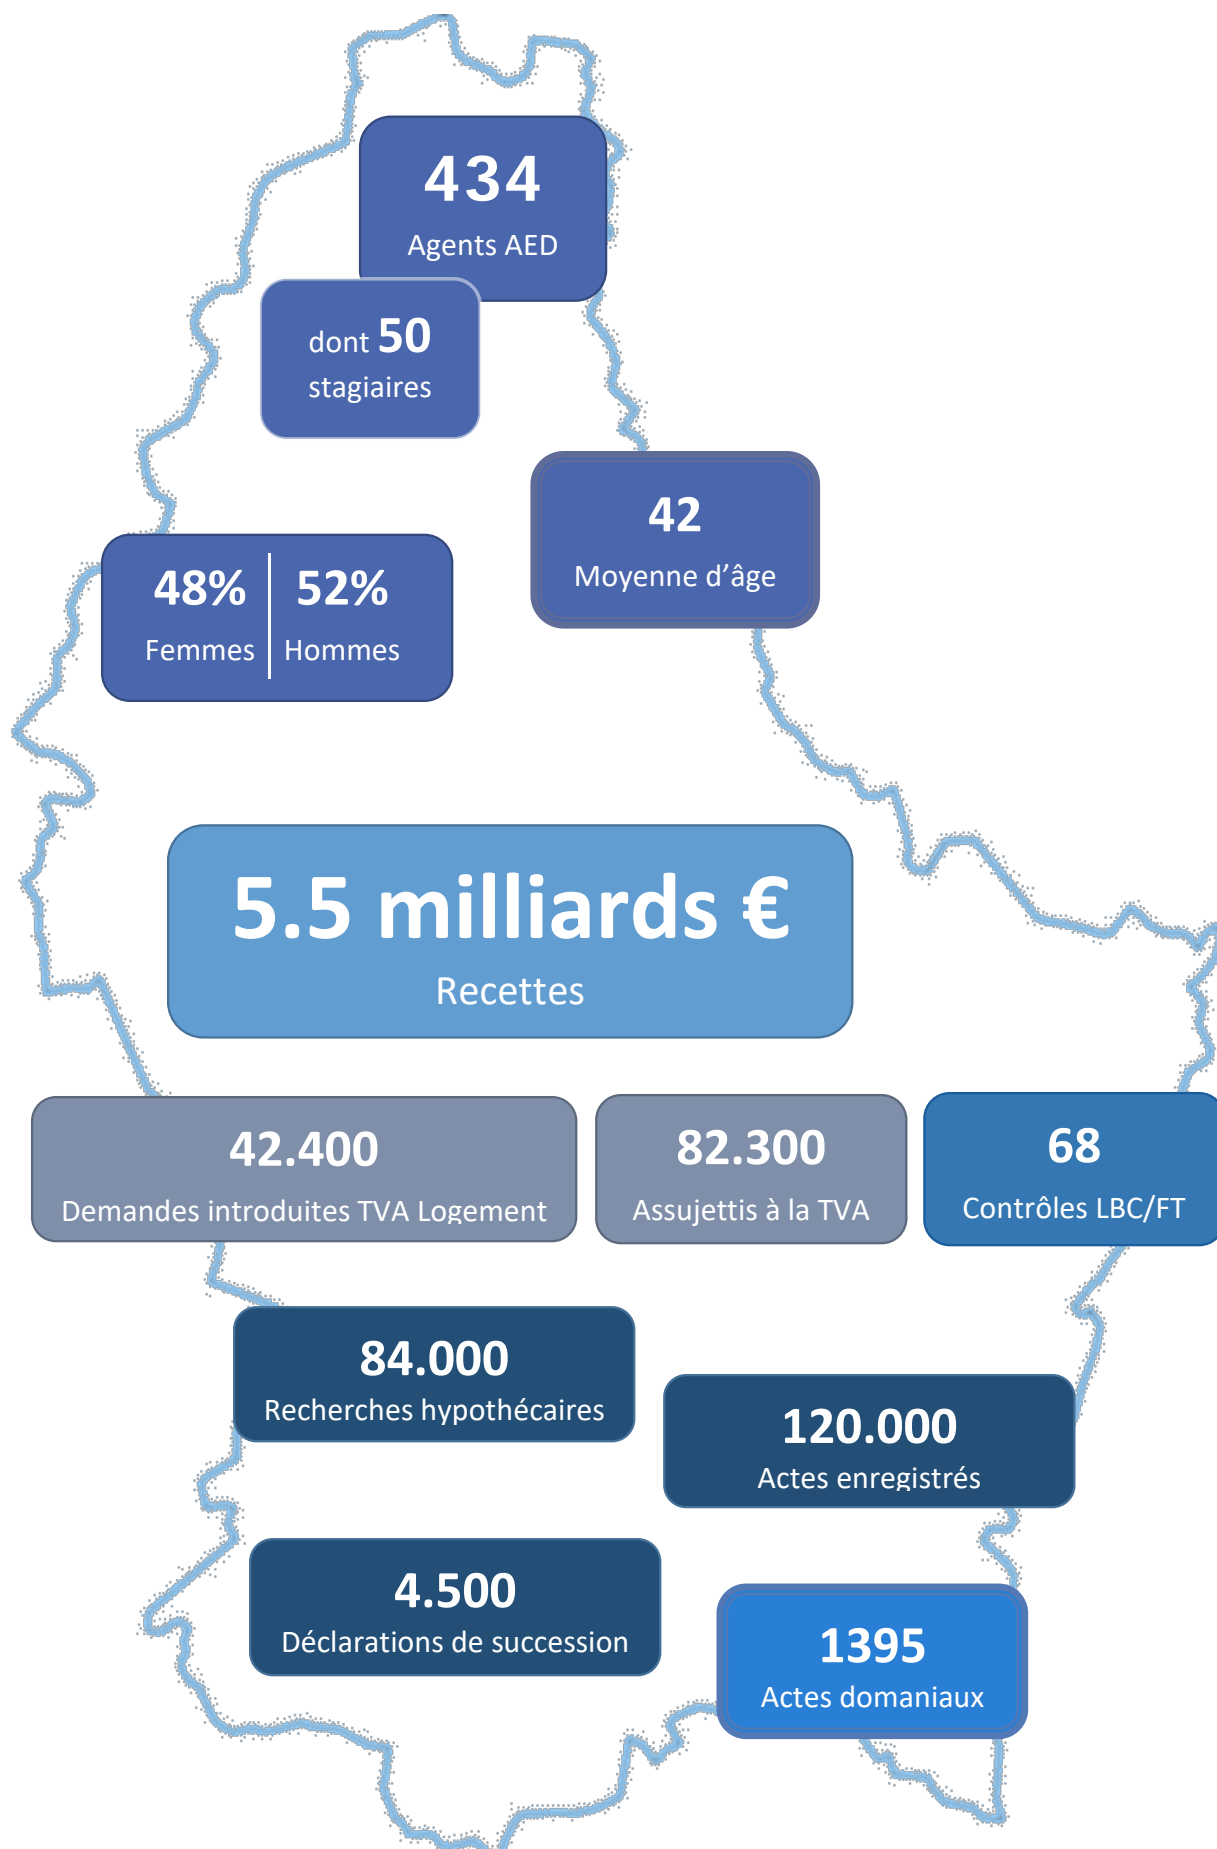 434
Agents AED
dont 50
stagiaires
42
Moyenne d’âge
48% 52%
Femmes Hommes
5.5 milliards €
Recettes
42.400
Demandes introduites TVA Logement
82.300
Assujettis à la TVA
68
Contrôles LBC/FT
84.000
Recherches hypothécaires
120.000
Actes enregistrés
4.500
Déclarations de succession
1395
Actes domaniaux